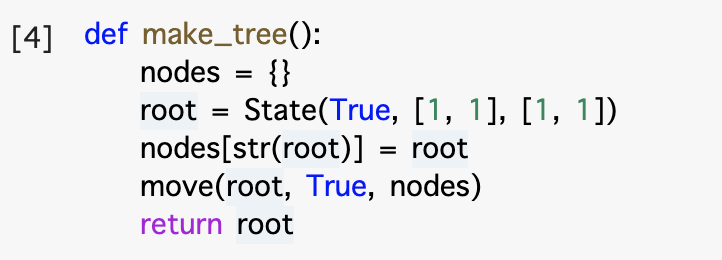 [4] def make_tree():
nodes = {}
root = State(True, [1, 1], [1, 1])
nodes[str(root)] = root
move(root, True, nodes)
return root